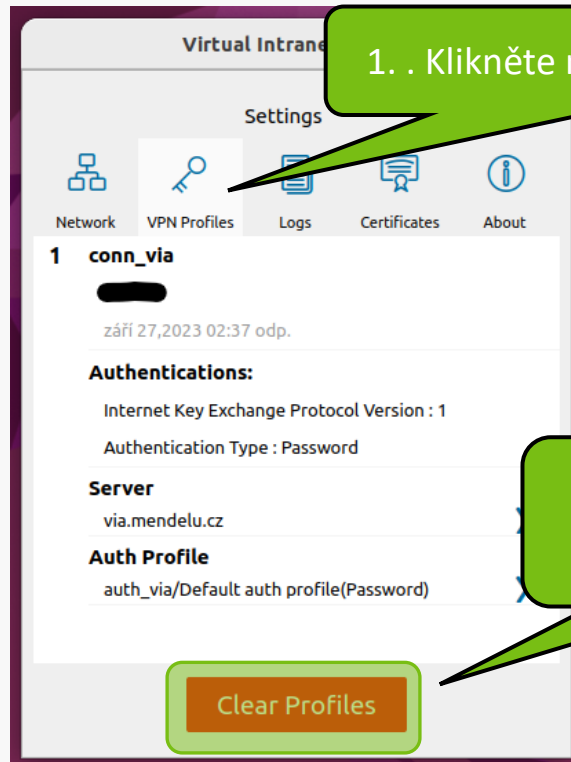 Virtual Intrane
1. . Klikněte
Settings
Network VPN Profiles Logs Certificates About
1 conn_via
září 27,2023 02:37 odp.
Authentications:
Internet Key Exchange Protocol Version : 1
Authentication Type : Password
Server
via.mendelu.cz
Auth Profile
auth_via/Default auth profile(Password)
Clear Profiles